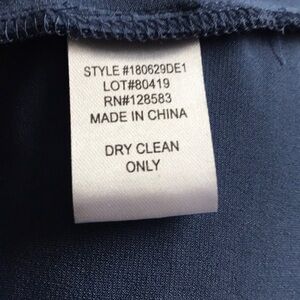 STYLE #180629DE1
LOT#80419
RN#128583
MADE IN CHINA
DRY CLEAN
ONLY